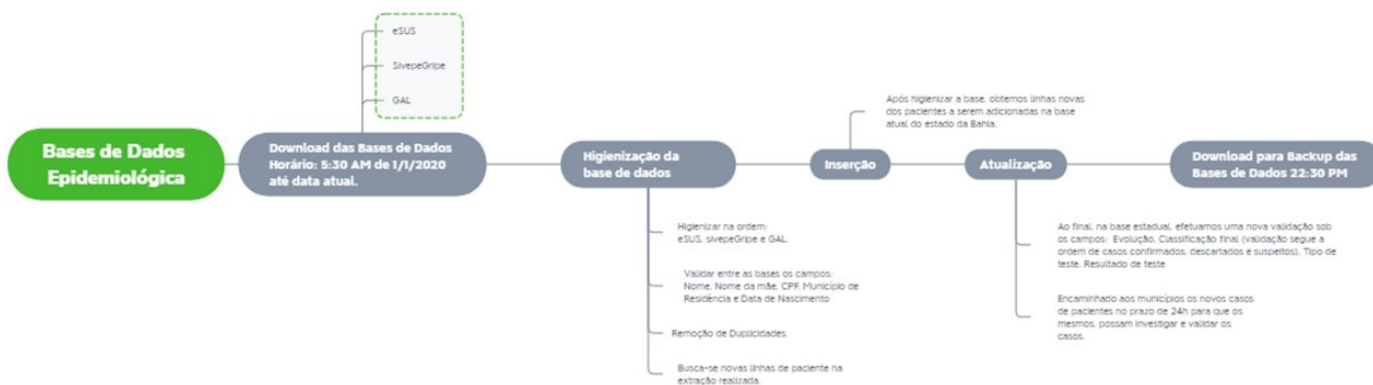 eSUS
SivepeGripe
GAL
Bases de Dados
Epidemiológica
Download das Bases de Dados
Horário: 5:30 AM de 1/1/2020
até data atual.
Higienização da
base de dados
Higienizar na ordem:
eSUS, sivepeGripe e GAL.
Validar entre as bases os campos:
Nome, Nome da mãe, CPF, Município de
Residência e Data de Nascimento
Remoção de Duplicidades.
Busca-se novas linhas de paciente na
extração realizada.
Após higienizar a base, obtemos linhas novas
dos pacientes a serem adicionadas na base
atual do estado da Bahia.
Inserção
Atualização
Ao final, na base estadual, efetuamos uma nova validação sob
os campos: Evolução, Classificação final (validação segue a
ordem de casos confirmados, descartados e suspeitos), Tipo de
teste, Resultado de teste
Encaminhado aos municípios os novos casos
de pacientes no prazo de 24h para que os
mesmos, possam investigar e validar os
casos.
Download para Backup das
Bases de Dados 22:30 PM